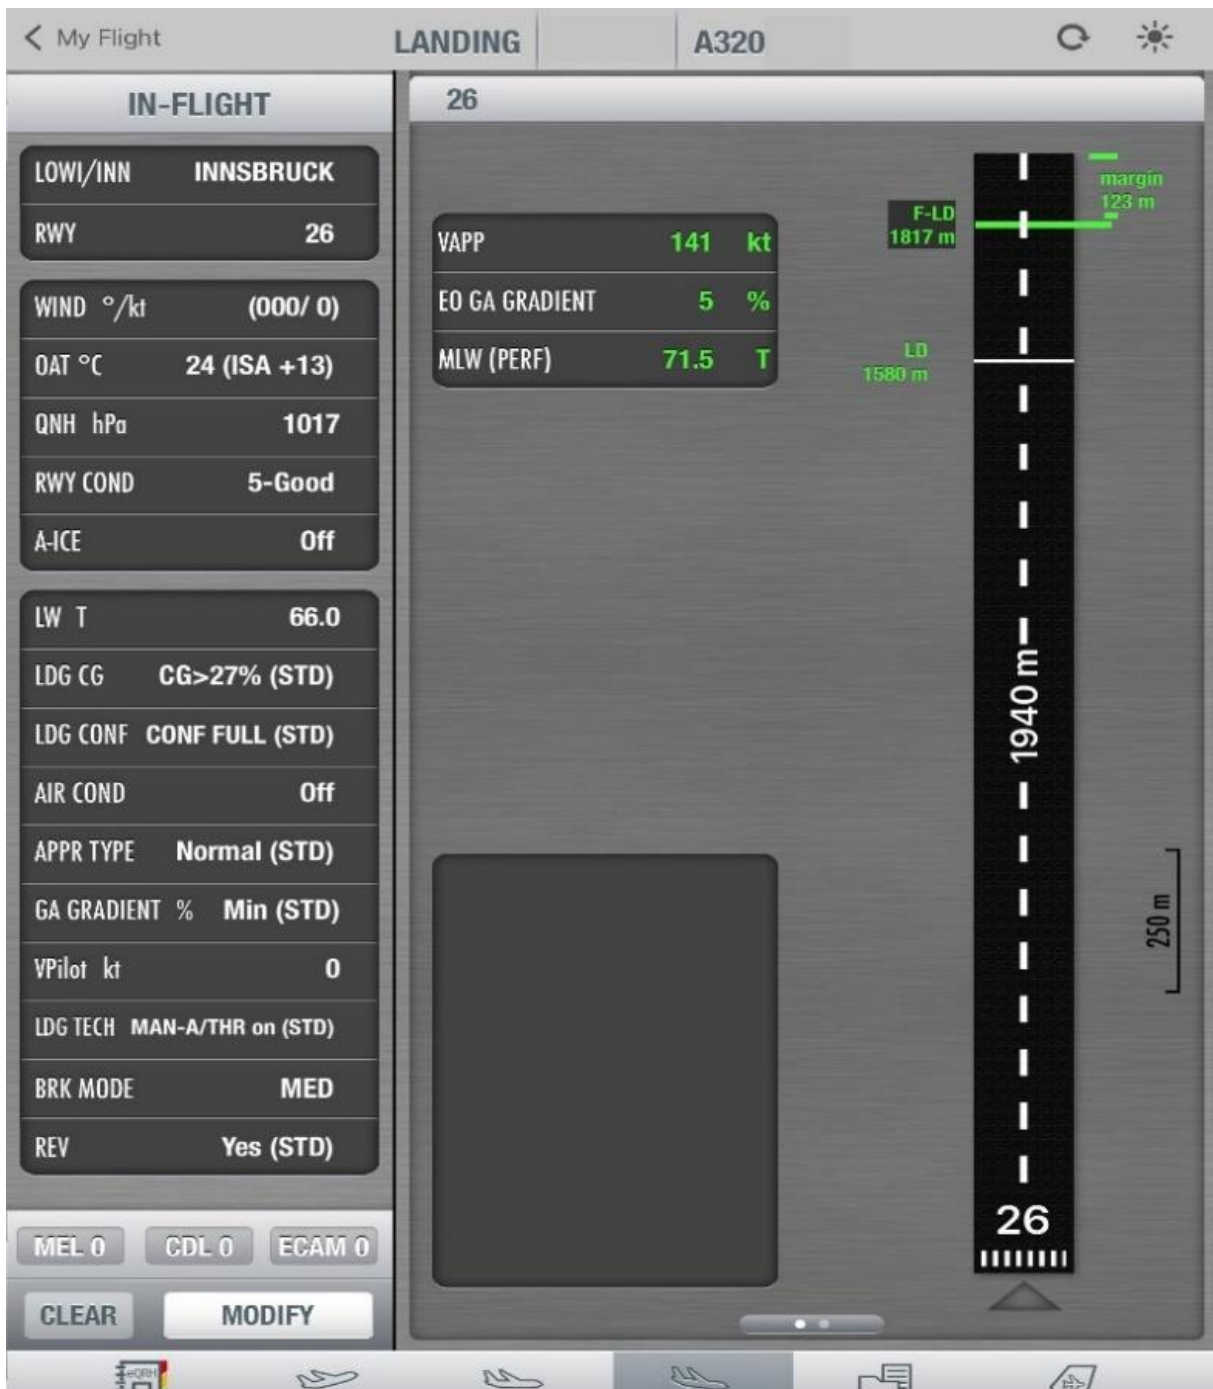 My Flight
LANDING
A320
IN-FLIGHT
LOWI/INN INNSBRUCK
RWY 26
WIND °/kt (000/ 0)
OAT °C 24 (ISA +13)
QNH hPa 1017
RWY COND 5-Good
A-ICE Off
LW T 66.0
LDG CG CG>27% (STD)
LDG CONF CONF FULL (STD)
AIR COND Off
APPR TYPE Normal (STD)
GA GRADIENT % Min (STD)
VPilot kt 0
LDG TECH MAN-A/THR on (STD)
BRK MODE MED
REV Yes (STD)
MEL 0 CDL 0 ECAM 0
CLEAR MODIFY
eQRH
26
VAPP 141 kt
EO GA GRADIENT 5 %
MLW (PERF) 71.5 T
margin
123 m
F-LD
1817 m
LD
1580 m
1940 m
250 m
26